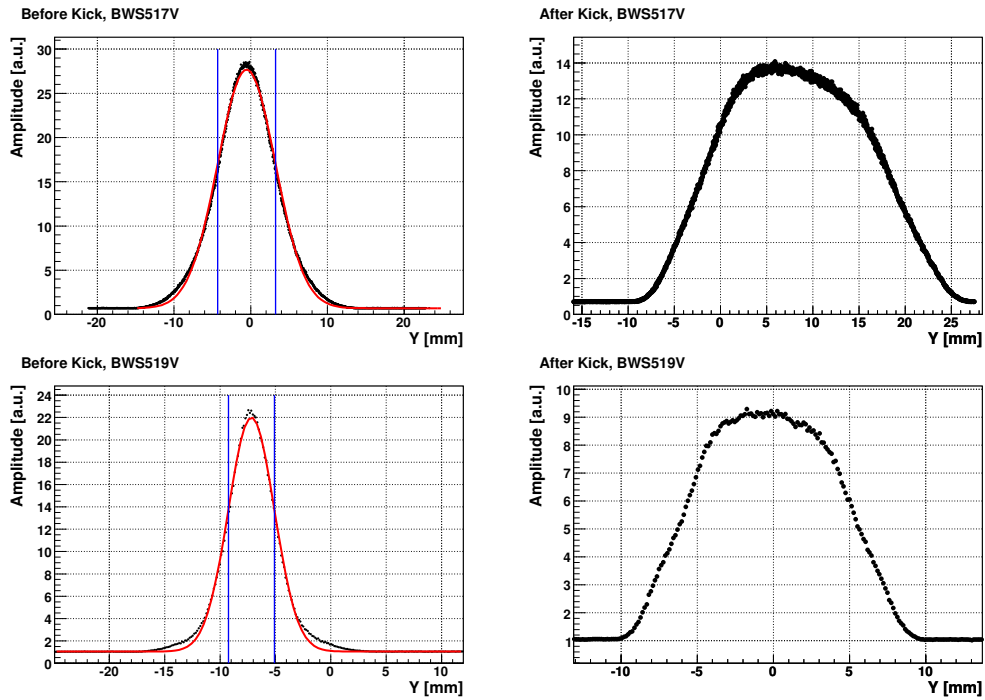 Before Kick, BWS517V
Amplitude [a.u.]
30
25
20
15
10
5
0
-20 -10 0 10 20
Y [mm]
After Kick, BWS517V
Amplitude [a.u.]
14
12
10
8
6
4
2
0
-15 -10 -5 0 5 10 15 20 25
Y [mm]
Before Kick, BWS519V
Amplitude [a.u.]
24
22
20
18
16
14
12
10
8
6
4
2
0
-20 -15 -10 -5 0 5 10
Y [mm]
After Kick, BWS519V
Amplitude [a.u.]
10
9
8
7
6
5
4
3
2
1
-10 -5 0 5 10
Y [mm]